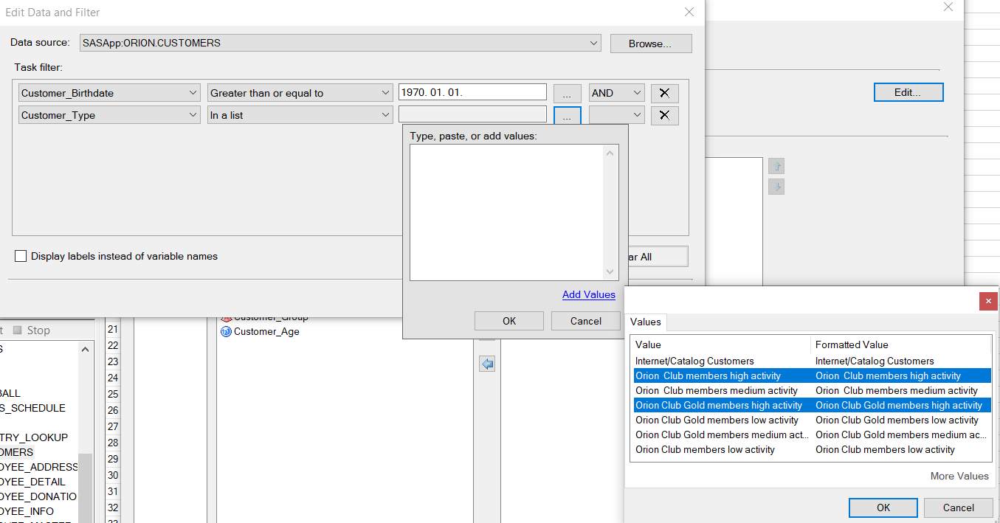 Edit Data and Filter
Data source: SASApp:ORION.CUSTOMERS Browse...
Task filter:
Customer_Birthdate Greater than or equal to 1970. 01. 01. ... AND
Customer_Type In a list ...
Edit...
Type, paste, or add values:
Display labels instead of variable names
ar All
Add Values
OK Cancel
Customer_Group
Customer_Age
t Stop
S
BALL
S_SCHEDULE
TRY_LOOKUP
OMERS
OYEE_ADDRESS
OYEE_DETAIL
OYEE_DONATIO
OYEE_INFO
21
22
23
24
25
26
27
28
29
30
31
32
Values
Value Formatted Value
Internet/Catalog Customers Internet/Catalog Customers
Orion  Club members high activity Orion  Club members high activity
Orion  Club members medium activity Orion  Club members medium activity
Orion Club Gold members high activity Orion Club Gold members high activity
Orion Club Gold members low activity Orion Club Gold members low activity
Orion Club Gold members medium act... Orion Club Gold members medium ac...
Orion Club members low activity Orion Club members low activity
More Values
OK Cancel